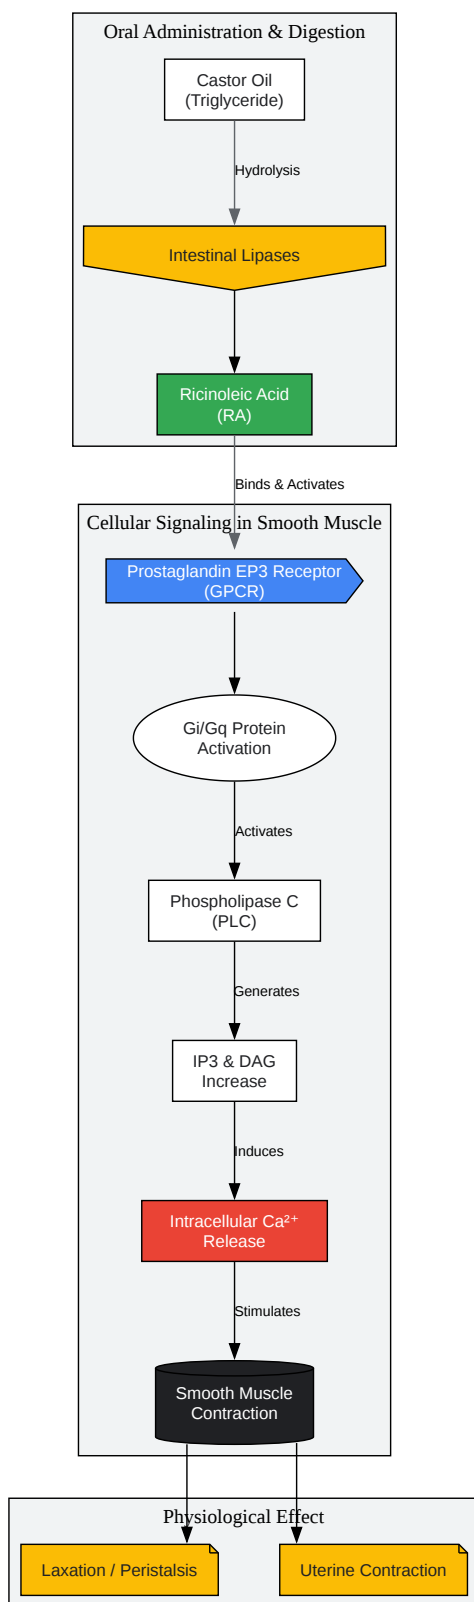 Oral Administration & Digestion
Castor Oil
(Triglyceride)
Hydrolysis
Intestinal Lipases
Ricinoleic Acid
(RA)
Binds & Activates
Cellular Signaling in Smooth Muscle
Prostaglandin EP3 Receptor
(GPCR)
Gi/Gq Protein
Activation
Activates
Phospholipase C
(PLC)
Generates
IP3 & DAG
Increase
Induces
Intracellular Ca²⁺
Release
Stimulates
Smooth Muscle
Contraction
Physiological Effect
Laxation / Peristalsis
Uterine Contraction